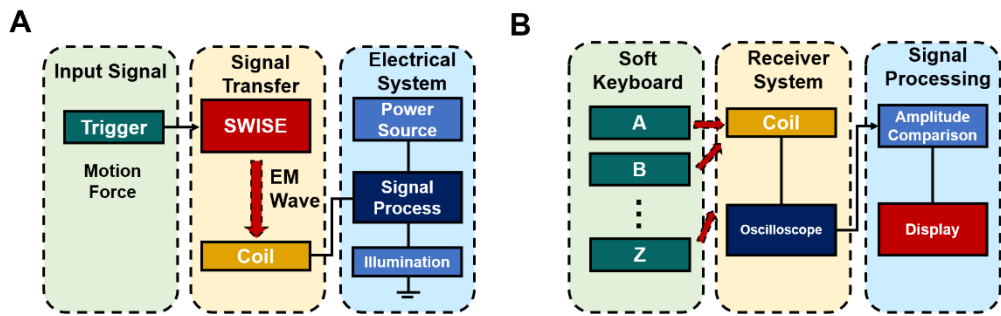 A
Input Signal
Trigger
Motion
Force
Signal
Transfer
SWISE
EM
Wave
Coil
Electrical
System
Power
Source
Signal
Process
Illumination
B
Soft
Keyboard
A
B
Z
Receiver
System
Coil
Oscilloscope
Signal
Processing
Amplitude
Comparison
Display